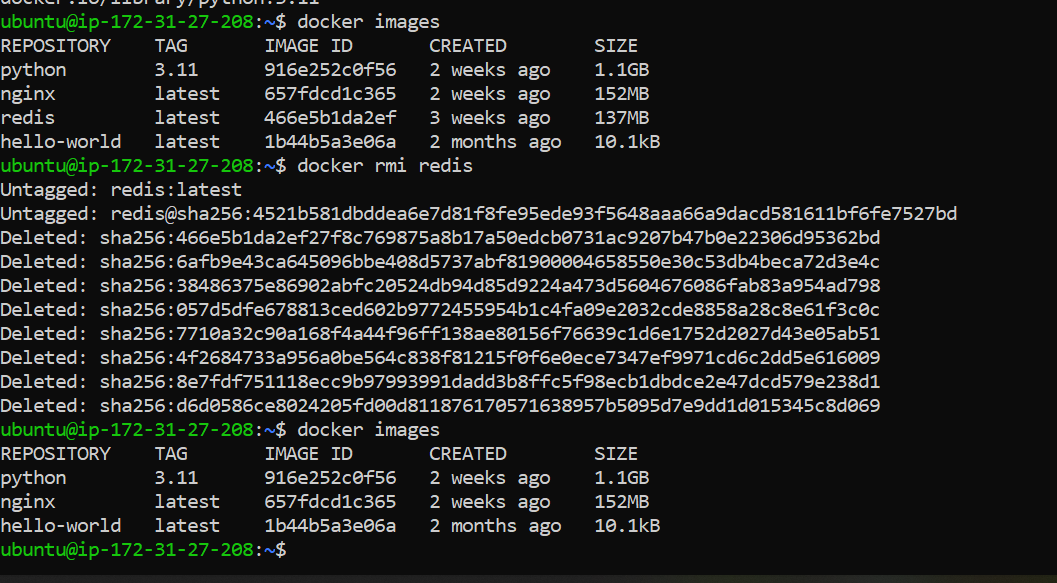 docker.io/library/python:3.11
ubuntu@ip-172-31-27-208:~$ docker images
REPOSITORY    TAG       IMAGE ID       CREATED        SIZE
python        3.11      916e252c0f56   2 weeks ago    1.1GB
nginx         latest    657fdcd1c365   2 weeks ago    152MB
redis         latest    466e5b1da2ef   3 weeks ago    137MB
hello-world   latest    1b44b5a3e06a   2 months ago   10.1kB
ubuntu@ip-172-31-27-208:~$ docker rmi redis
Untagged: redis:latest
Untagged: redis@sha256:4521b581dbddea6e7d81f8fe95ede93f5648aaa66a9dacd581611bf6fe7527bd
Deleted: sha256:466e5b1da2ef27f8c769875a8b17a50edcb0731ac9207b47b0e22306d95362bd
Deleted: sha256:6afb9e43ca645096bbe408d5737abf81900004658550e30c53db4beca72d3e4c
Deleted: sha256:38486375e86902abfc20524db94d85d9224a473d5604676086fab83a954ad798
Deleted: sha256:057d5dfe678813ced602b9772455954b1c4fa09e2032cde8858a28c8e61f3c0c
Deleted: sha256:7710a32c90a168f4a44f96ff138ae80156f76639c1d6e1752d2027d43e05ab51
Deleted: sha256:4f2684733a956a0be564c838f81215f0f6e0ece7347ef9971cd6c2dd5e616009
Deleted: sha256:8e7fdf751118ecc9b97993991dadd3b8ffc5f98ecb1dbdce2e47dcd579e238d1
Deleted: sha256:d6d0586ce8024205fd00d811876170571638957b5095d7e9dd1d015345c8d069
ubuntu@ip-172-31-27-208:~$ docker images
REPOSITORY    TAG       IMAGE ID       CREATED        SIZE
python        3.11      916e252c0f56   2 weeks ago    1.1GB
nginx         latest    657fdcd1c365   2 weeks ago    152MB
hello-world   latest    1b44b5a3e06a   2 months ago   10.1kB
ubuntu@ip-172-31-27-208:~$